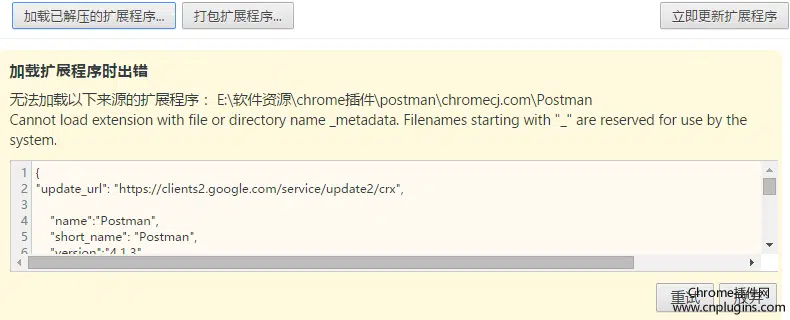 加载已解压的扩展程序... 打包扩展程序... 立即更新扩展程序
加载扩展程序时出错
无法加载以下来源的扩展程序： E:\软件资源\chrome插件\postman\chromecj.com\Postman
Cannot load extension with file or directory name _metadata. Filenames starting with "_" are reserved for use by the
system.
1 {
2 "update_url": "https://clients2.google.com/service/update2/crx",
3
4 "name":"Postman",
5 "short_name": "Postman",
6 "version":"4.1.3"
重试 放弃
Chrome插件网
www.cnplugins.com